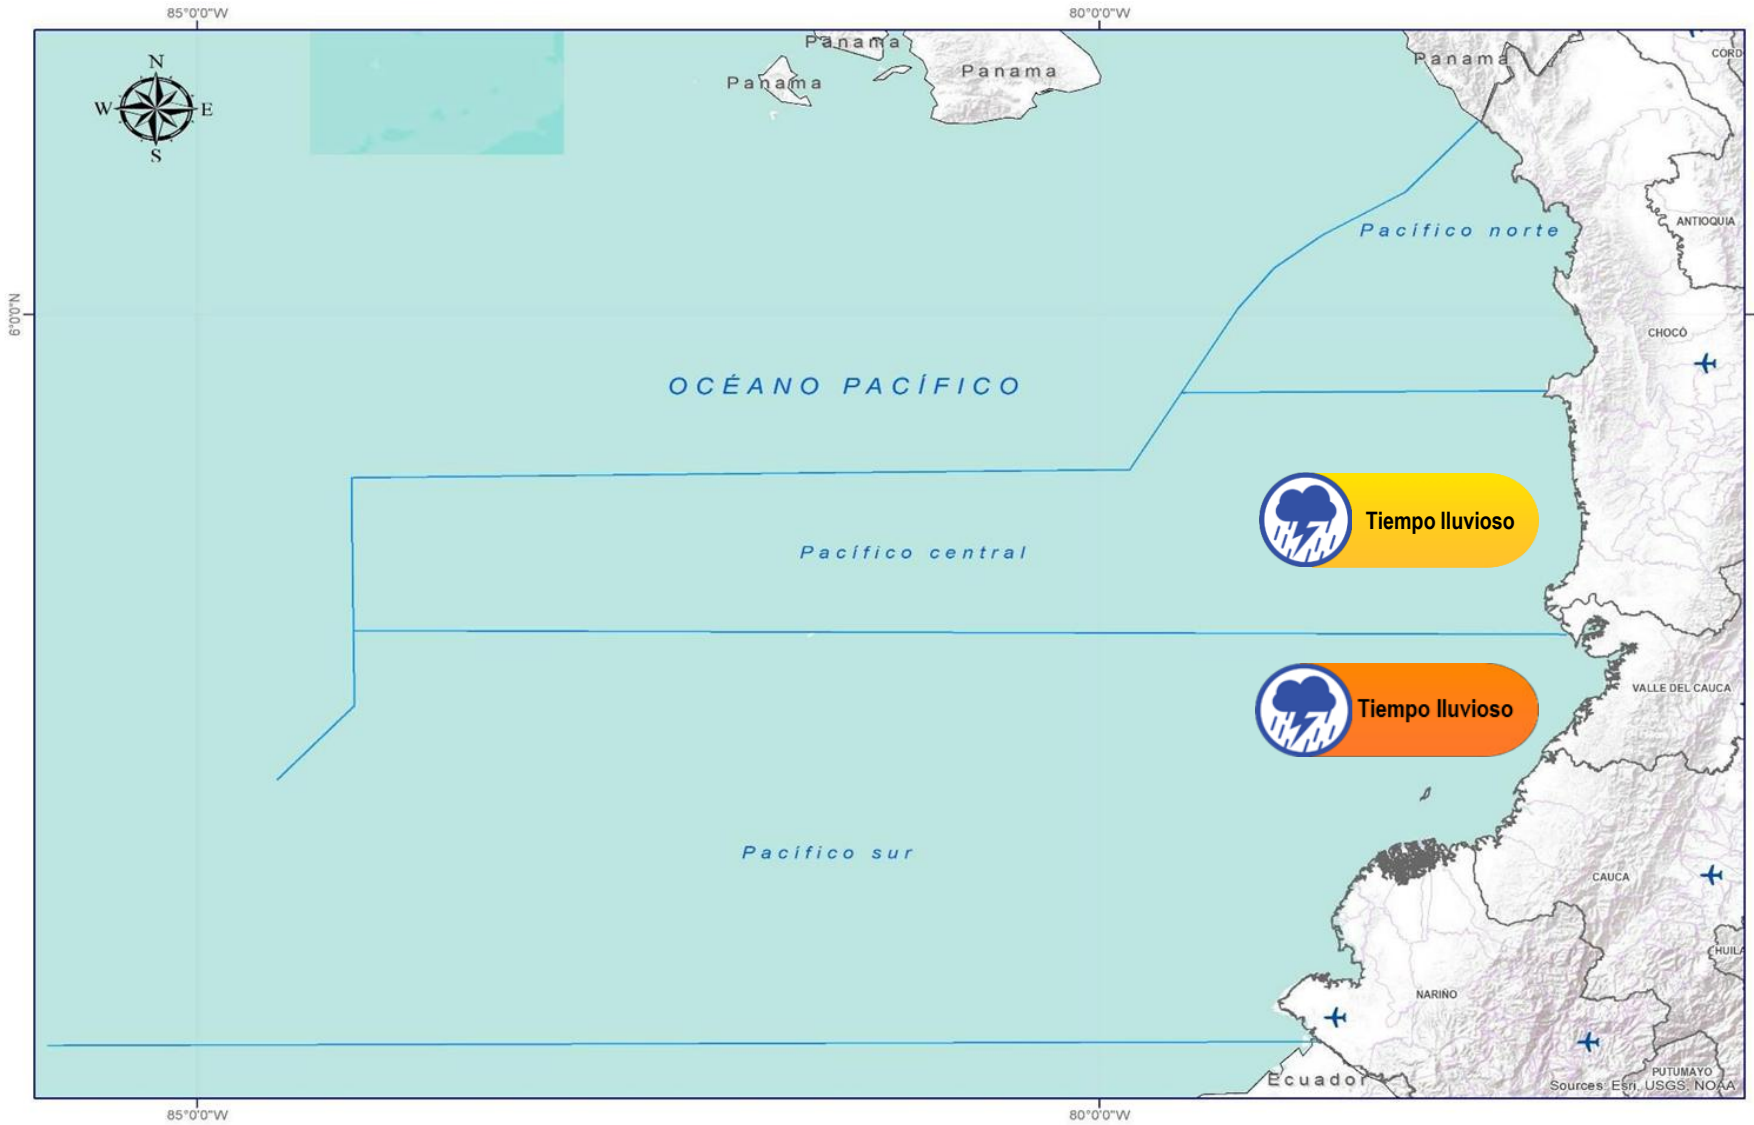 85°0'0"W
80°0'0"W
N
W
E
S
Panama
Panama
Panama
Panama
CORD
ANTIOQUIA
Pacífico norte
6°0'0"N
CHOCÓ
OCÉANO PACÍFICO
Tiempo lluvioso
Pacífico central
VALLE DEL CAUCA
Tiempo lluvioso
Pacífico sur
CAUCA
HUILA
NARIÑO
PUTUMAYO
Ecuador
Sources: Esri, USGS, NOAA
85°0'0"W
80°0'0"W